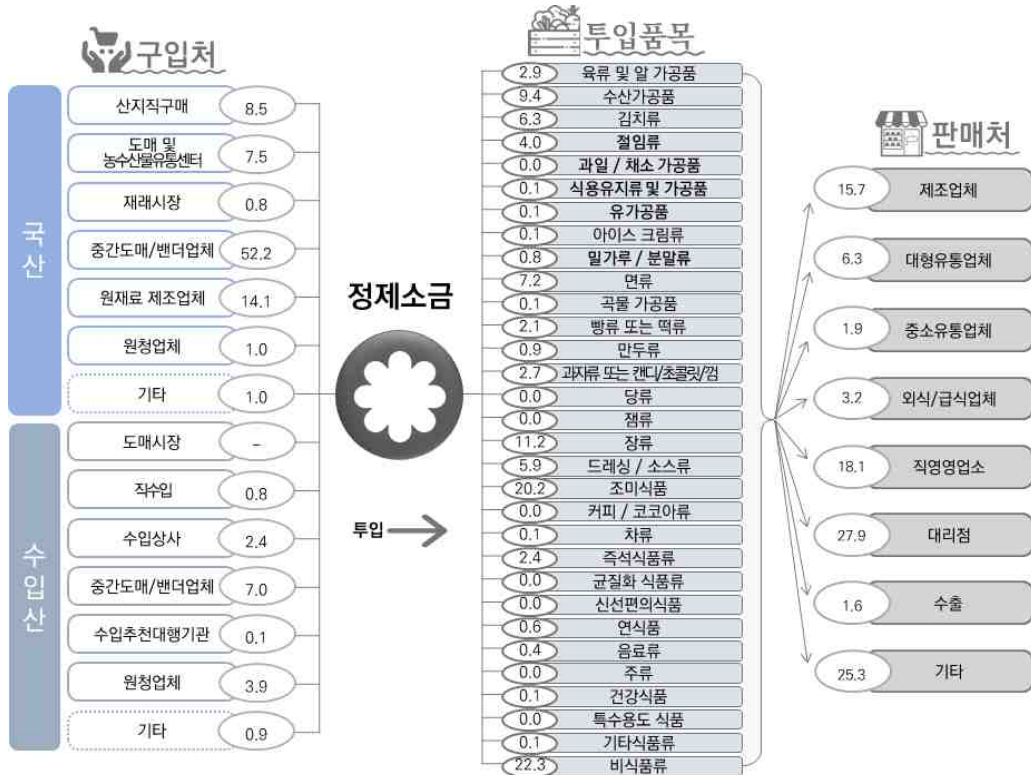 구입처
국산
산지직구매 8.5
도매 및
농수산물유통센터 7.5
재래시장 0.8
중간도매/밴더업체 52.2
원재료 제조업체 14.1
원청업체 1.0
기타 1.0
수입산
도매시장 -
직수입 0.8
수입상사 2.4
중간도매/밴더업체 7.0
수입추천대행기관 0.1
원청업체 3.9
기타 0.9
정제소금
투입
투입품목
2.9 육류 및 알 가공품
9.4 수산가공품
6.3 김치류
4.0 절임류
0.0 과일 / 채소 가공품
0.1 식용유지류 및 가공품
0.1 유가공품
0.1 아이스 크림류
0.8 밀가루 / 분말류
7.2 면류
0.1 곡물 가공품
2.1 빵류 또는 떡류
0.9 만두류
2.7 과자류 또는 캔디/초콜릿/껌
0.0 당류
0.0 잼류
11.2 장류
5.9 드레싱 / 소스류
20.2 조미식품
0.0 커피 / 코코아류
0.1 차류
2.4 즉석식품류
0.0 균질화 식품류
0.0 신선편의식품
0.6 연식품
0.4 음료류
0.0 주류
0.1 건강식품
0.0 특수용도 식품
0.1 기타식품류
22.3 비식품류
판매처
15.7 제조업체
6.3 대형유통업체
1.9 중소유통업체
3.2 외식/급식업체
18.1 직영영업소
27.9 대리점
1.6 수출
25.3 기타